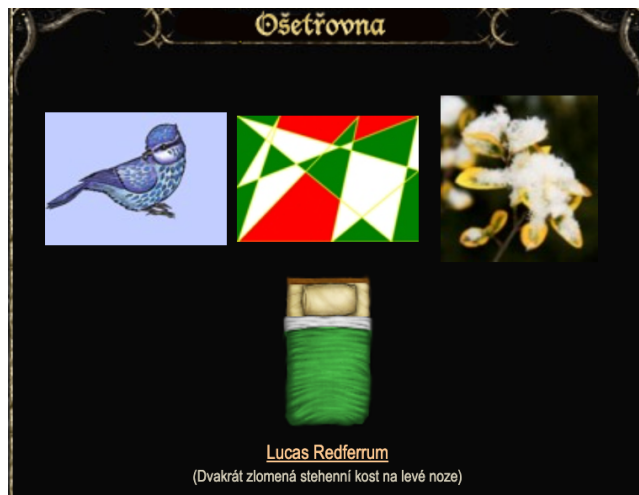 Ošetřovna
Lucas Redferrum
(Dvakrát zlomená stehenní kost na levé noze)